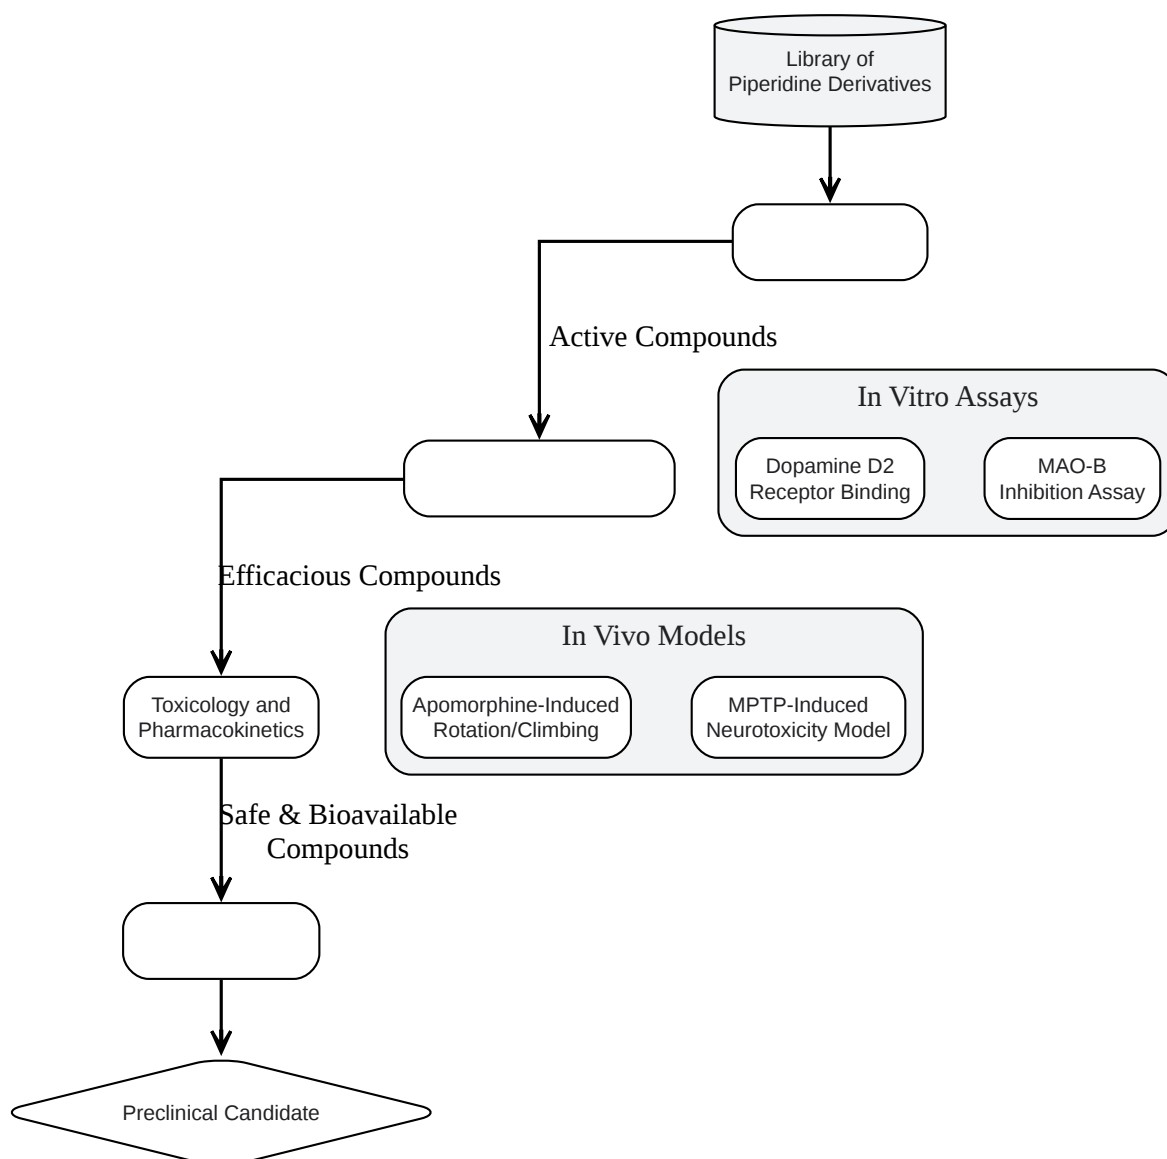 Library of
Piperidine Derivatives
Active Compounds
In Vitro Assays
Dopamine D2
Receptor Binding
MAO-B
Inhibition Assay
Efficacious Compounds
In Vivo Models
Toxicology and
Pharmacokinetics
Apomorphine-Induced
Rotation/Climbing
MPTP-Induced
Neurotoxicity Model
Safe & Bioavailable
Compounds
Preclinical Candidate